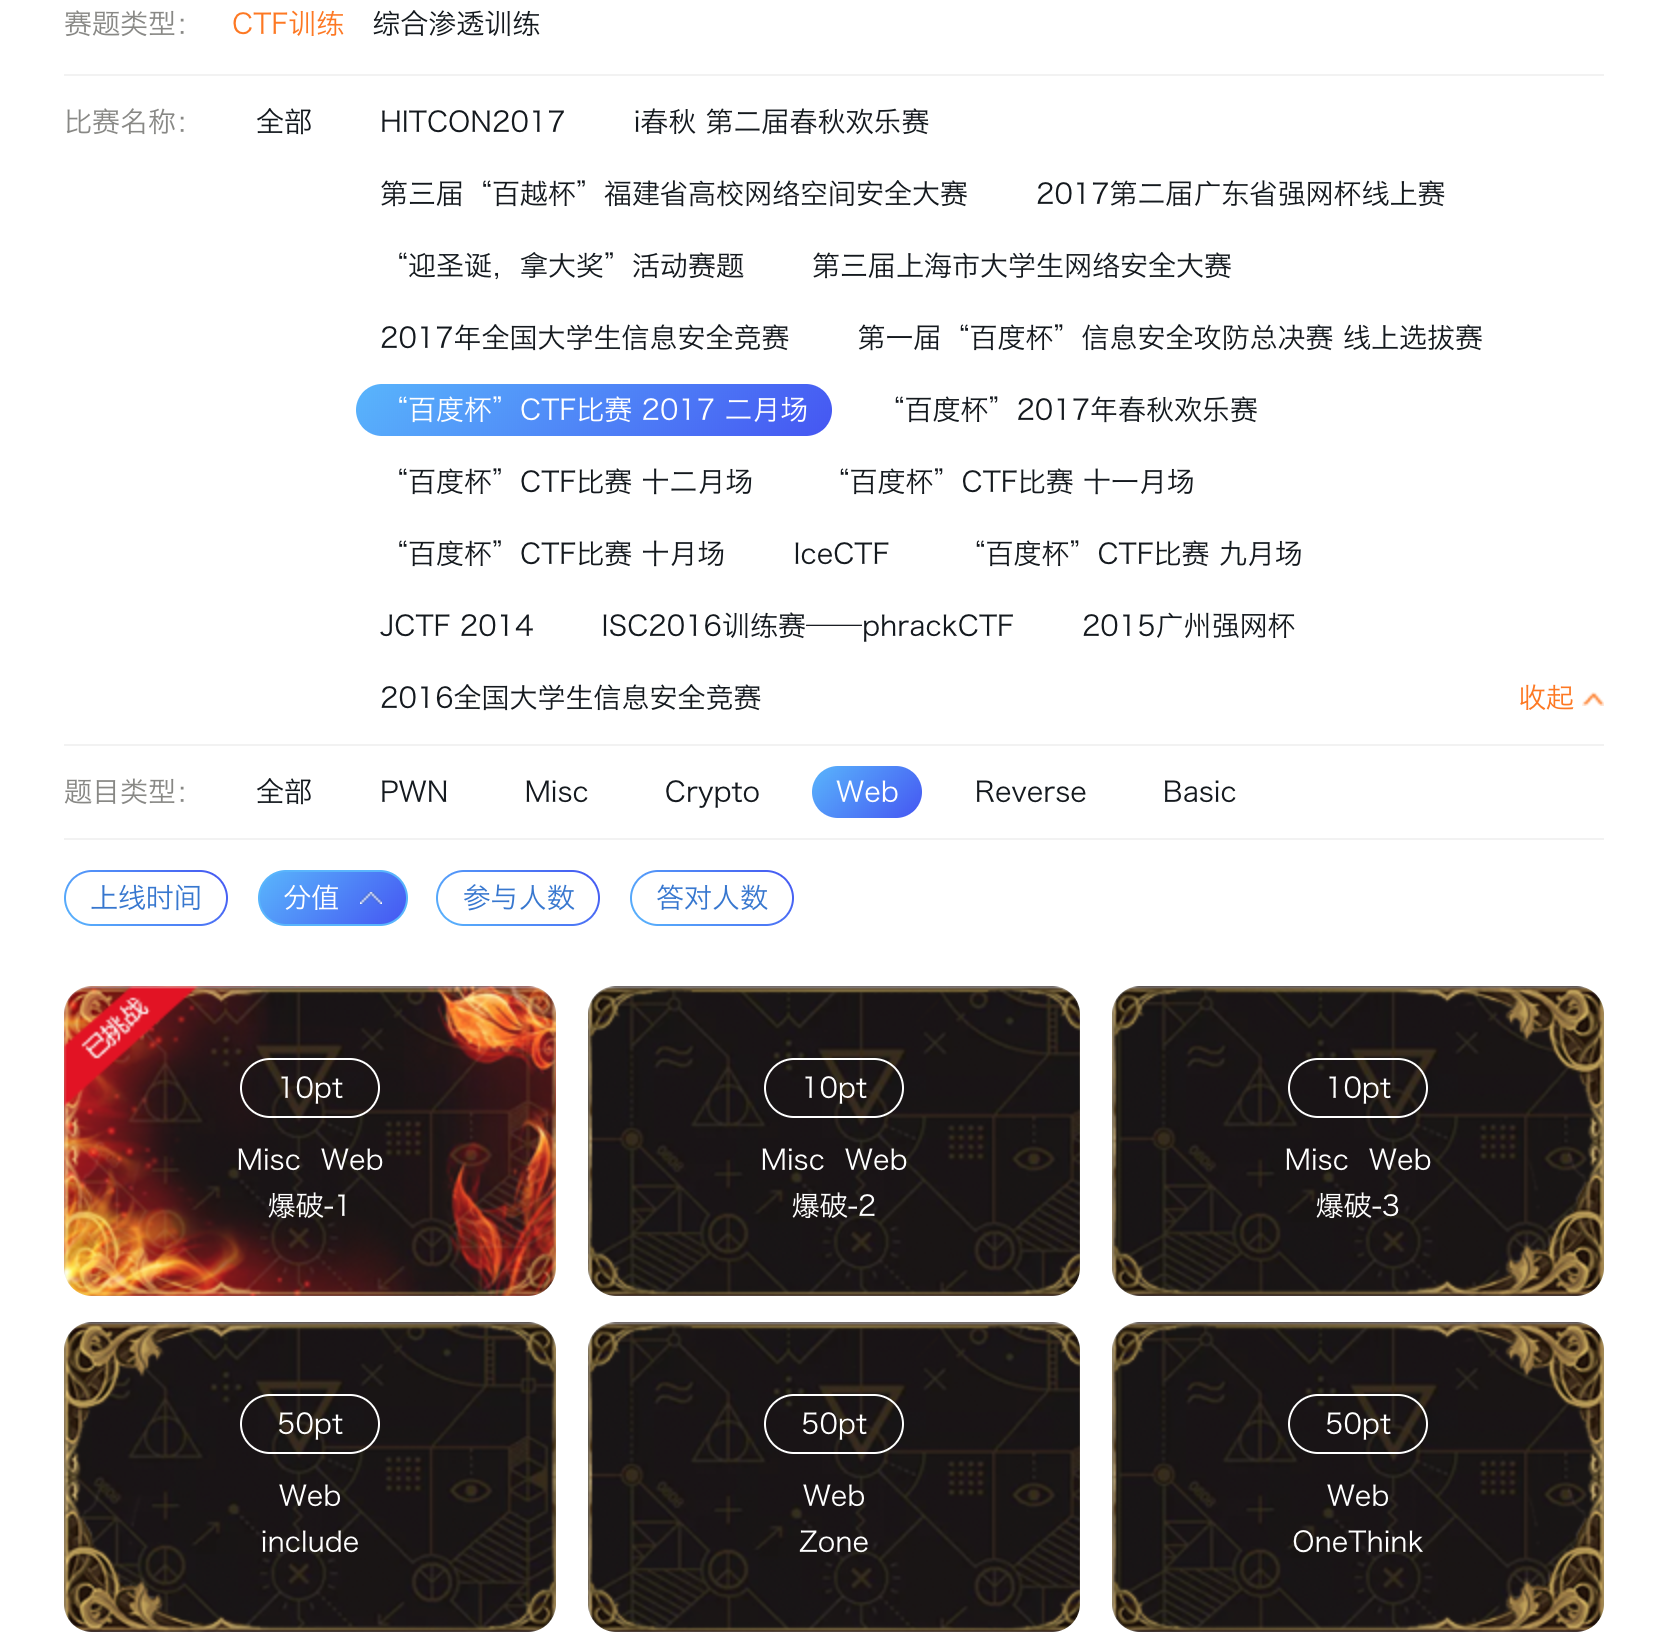 赛题类型： CTF训练 综合渗透训练
比赛名称： 全部 HITCON2017 i春秋 第二届春秋欢乐赛
第三届“百越杯”福建省高校网络空间安全大赛 2017第二届广东省强网杯线上赛
“迎圣诞，拿大奖”活动赛题 第三届上海市大学生网络安全大赛
2017年全国大学生信息安全竞赛 第一届“百度杯”信息安全攻防总决赛 线上选拔赛
“百度杯”CTF比赛 2017 二月场 “百度杯”2017年春秋欢乐赛
“百度杯”CTF比赛 十二月场 “百度杯”CTF比赛 十一月场
“百度杯”CTF比赛 十月场 IceCTF “百度杯”CTF比赛 九月场
JCTF 2014 ISC2016训练赛——phrackCTF 2015广州强网杯
2016全国大学生信息安全竞赛 收起
题目类型： 全部 PWN Misc Crypto Web Reverse Basic
上线时间 分值 参与人数 答对人数
已挑战
10pt
Misc Web
爆破-1
10pt
Misc Web
爆破-2
10pt
Misc Web
爆破-3
50pt
Web
include
50pt
Web
Zone
50pt
Web
OneThink